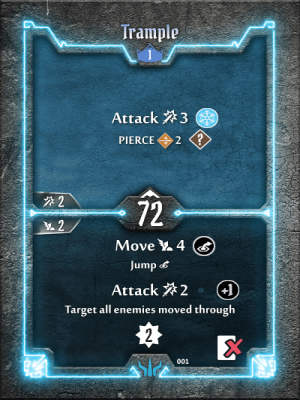 Trample
1
Attack 3
PIERCE 2 ?
2
72
2
Move 4
Jump
Attack 2 +1
Target all enemies moved through
2
001